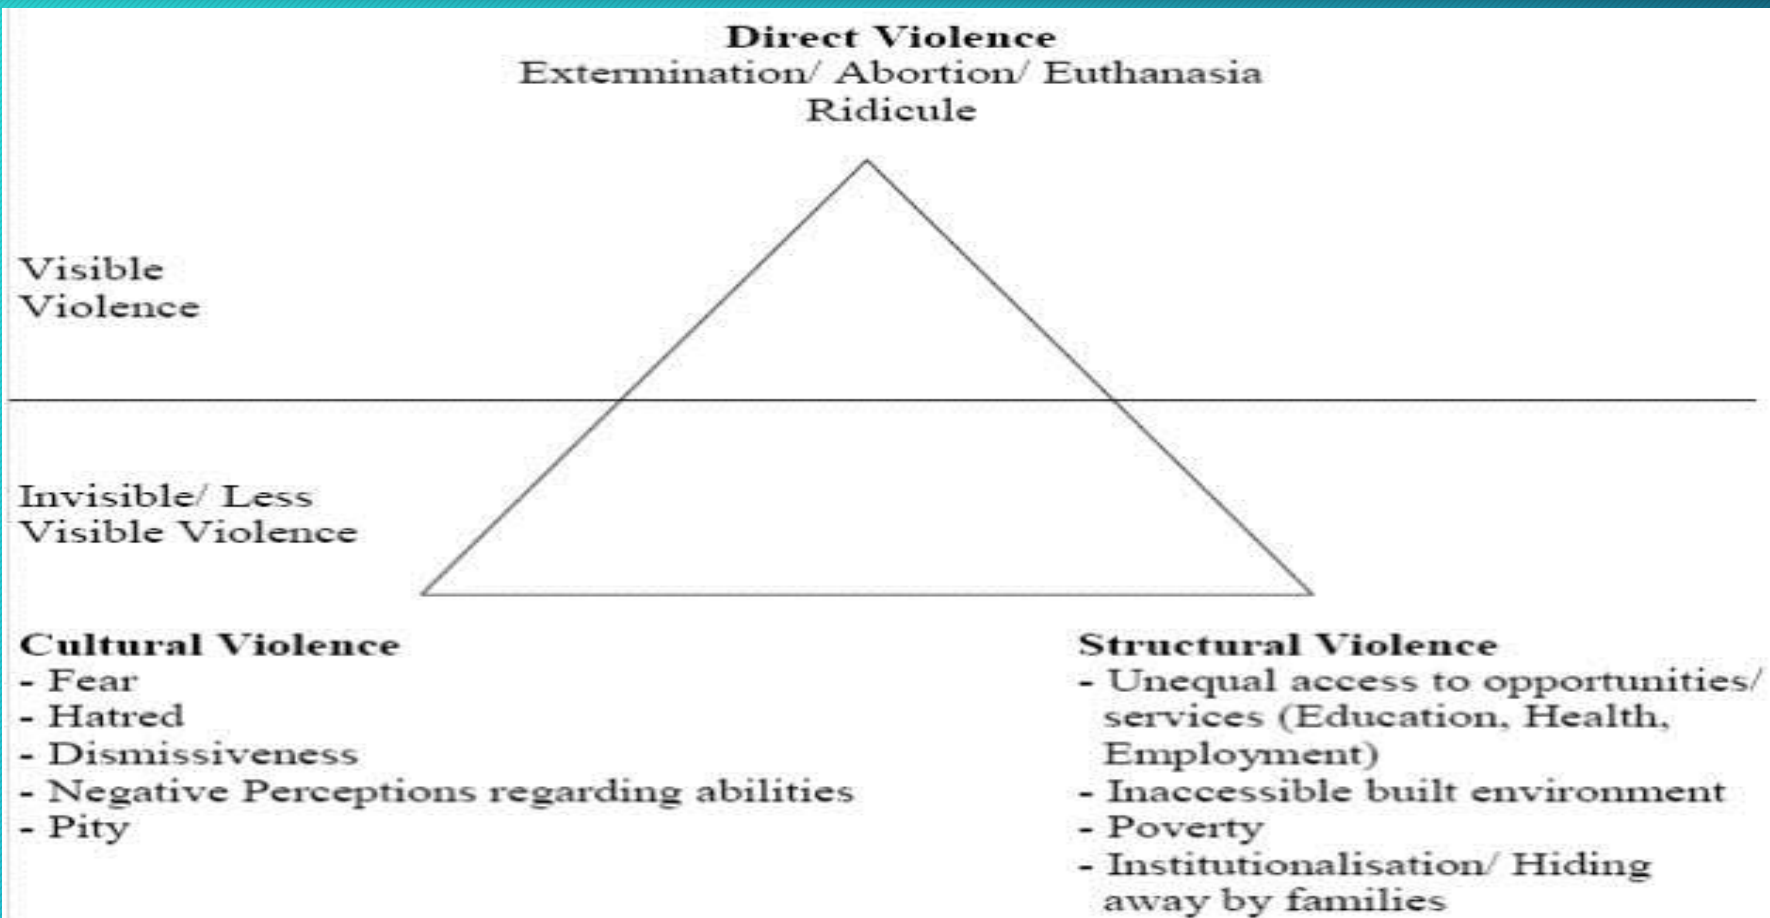 Direct Violence
Extermination/ Abortion/ Euthanasia
Ridicule
Visible
Violence
Invisible/ Less
Visible Violence
Cultural Violence
- Fear
- Hatred
- Dismissiveness
- Negative Perceptions regarding abilities
- Pity
Structural Violence
- Unequal access to opportunities/
services (Education, Health,
Employment)
- Inaccessible built environment
- Poverty
- Institutionalisation/ Hiding
away by families